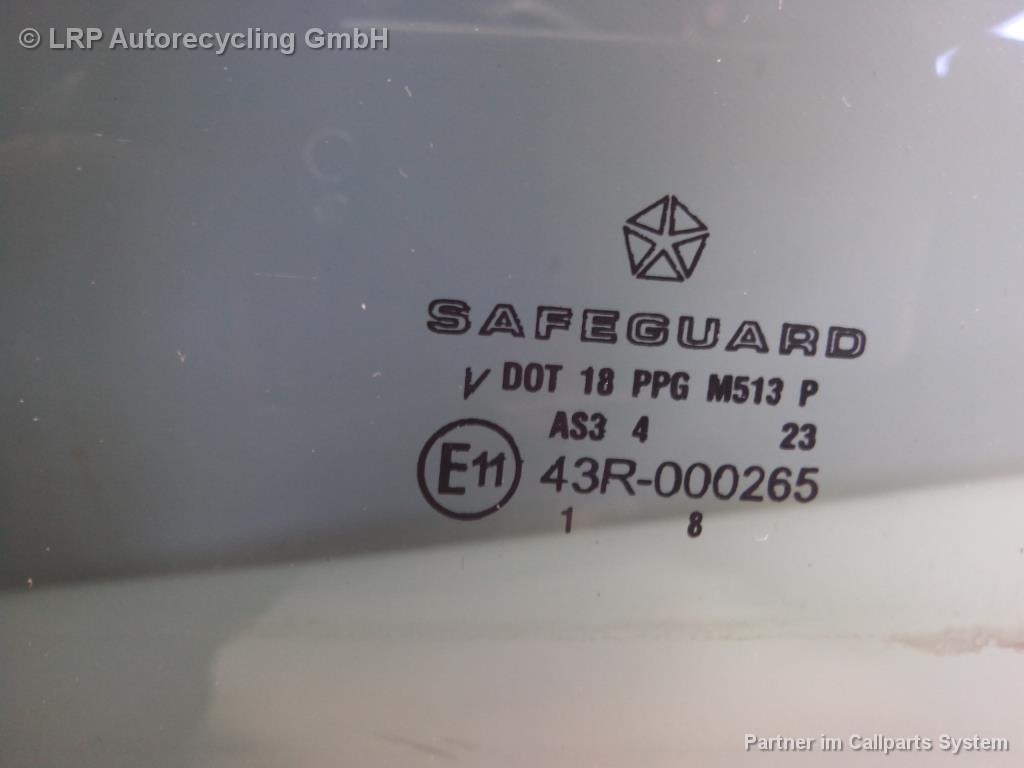 © LRP Autorecycling GmbH
SAFEGUARD
V DOT 18 PPG M513 P
AS3 4 23
E11 43R-000265
1 8
Partner im Callparts System